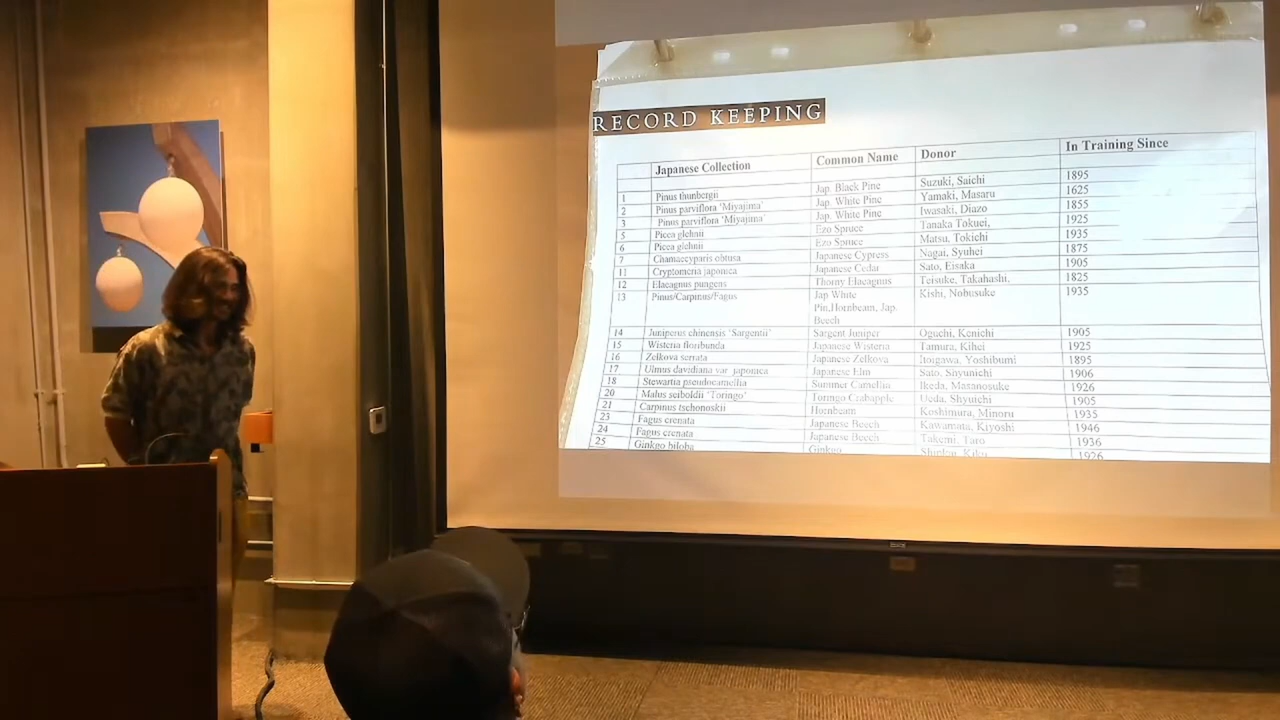 RECORD KEEPING
Japanese Collection Common Name Donor In Training Since
1 Pinus thunbergii Jap. Black Pine Suzuki, Saichi 1895
2 Pinus parviflora ‘Miyajima’ Jap. White Pine Yamaki, Masaru 1625
3 Pinus parviflora ‘Miyajima’ Jap. White Pine Iwasaki, Diazo 1855
5 Picea glehnii Ezo Spruce Tanaka Tokuei, 1925
6 Picea glehnii Ezo Spruce Matsu, Tokichi 1935
7 Chamaecyparis obtusa Japanese Cypress Nagai, Syuhei 1875
11 Cryptomeria japonica Japanese Cedar Sato, Eisaka 1905
12 Elaeagnus pungens Thorny Elaeagnus Teisuke, Takahashi, 1825
13 Pinus/Carpinus/Fagus Jap White Kishi, Nobusuke 1935
Pin,Hornbeam, Jap.
Beech
14 Juniperus chinensis ‘Sargentii’ Sargent Juniper Oguchi, Kenichi 1905
15 Wisteria floribunda Japanese Wisteria Tamura, Kihei 1925
16 Zelkova serrata Japanese Zelkova Itoigawa, Yoshibumi 1895
17 Ulmus davidiana var. japonica Japanese Elm Sato, Shyunichi 1906
18 Stewartia pseudocamellia Summer Camellia Ikeda, Masanosuke 1926
20 Malus seiboldii ‘Toringo’ Toringo Crabapple Ueda, Shyuichi 1905
21 Carpinus tschonoskii Hornbeam Koshimura, Minoru 1935
23 Fagus crenata Japanese Beech Kawamata, Kiyoshi 1946
24 Fagus crenata Japanese Beech Takemi, Taro 1936
25 Ginkgo biloba Ginkgo 1926